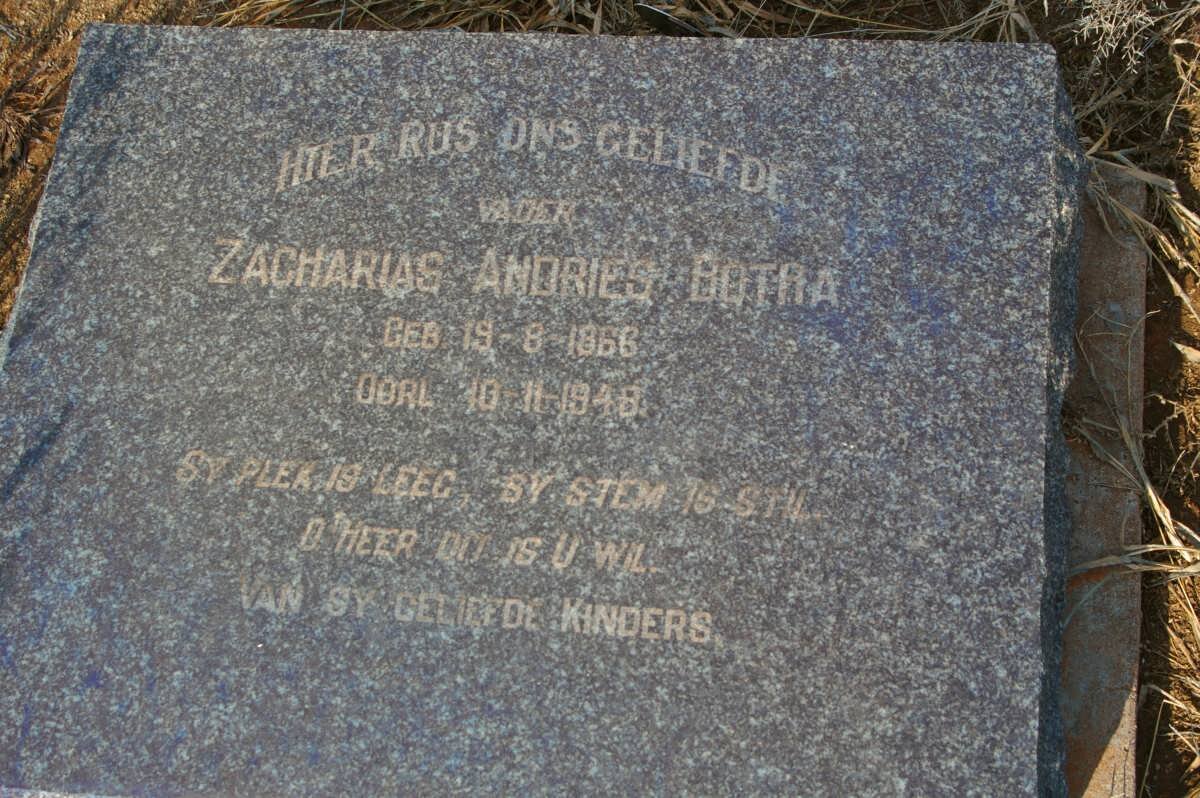 HIER RUS ONS GELIEFDE
VADER
ZACHARIAS ANDRIES BOTHA
GEB. 19-8-1866
OORL. 10-11-1948.
SY PLEK IS LEEG, SY STEM IS STIL.
O' HEER DIT IS U WIL.
VAN SY GELIEFDE KINDERS.